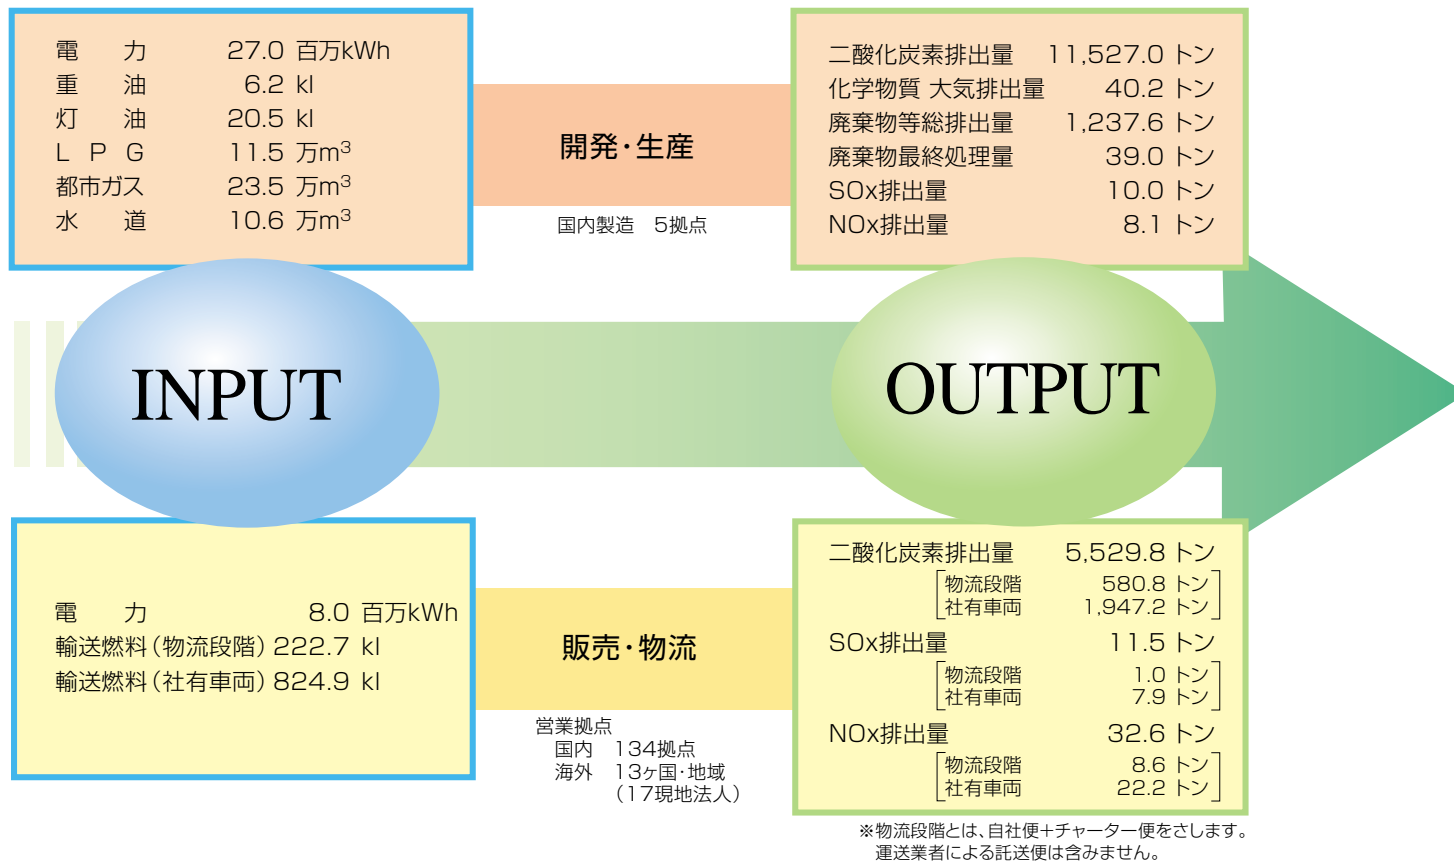 電　力 27.0 百万kWh
重　油 6.2 kl
灯　油 20.5 kl
L P G 11.5 万m³
都市ガス 23.5 万m³
水　道 10.6 万m³
開発・生産
国内製造　5拠点
二酸化炭素排出量 11,527.0 トン
化学物質 大気排出量 40.2 トン
廃棄物等総排出量 1,237.6 トン
廃棄物最終処理量 39.0 トン
SOx排出量 10.0 トン
NOx排出量 8.1 トン
INPUT
OUTPUT
電　力 8.0 百万kWh
輸送燃料（物流段階）222.7 kl
輸送燃料（社有車両）824.9 kl
販売・物流
営業拠点
国内　134拠点
海外　13ヶ国・地域
（17現地法人）
二酸化炭素排出量 5,529.8 トン
物流段階 580.8 トン
社有車両 1,947.2 トン
SOx排出量 11.5 トン
物流段階 1.0 トン
社有車両 7.9 トン
NOx排出量 32.6 トン
物流段階 8.6 トン
社有車両 22.2 トン
※物流段階とは、自社便+チャーター便をさします。
運送業者による託送便は含みません。